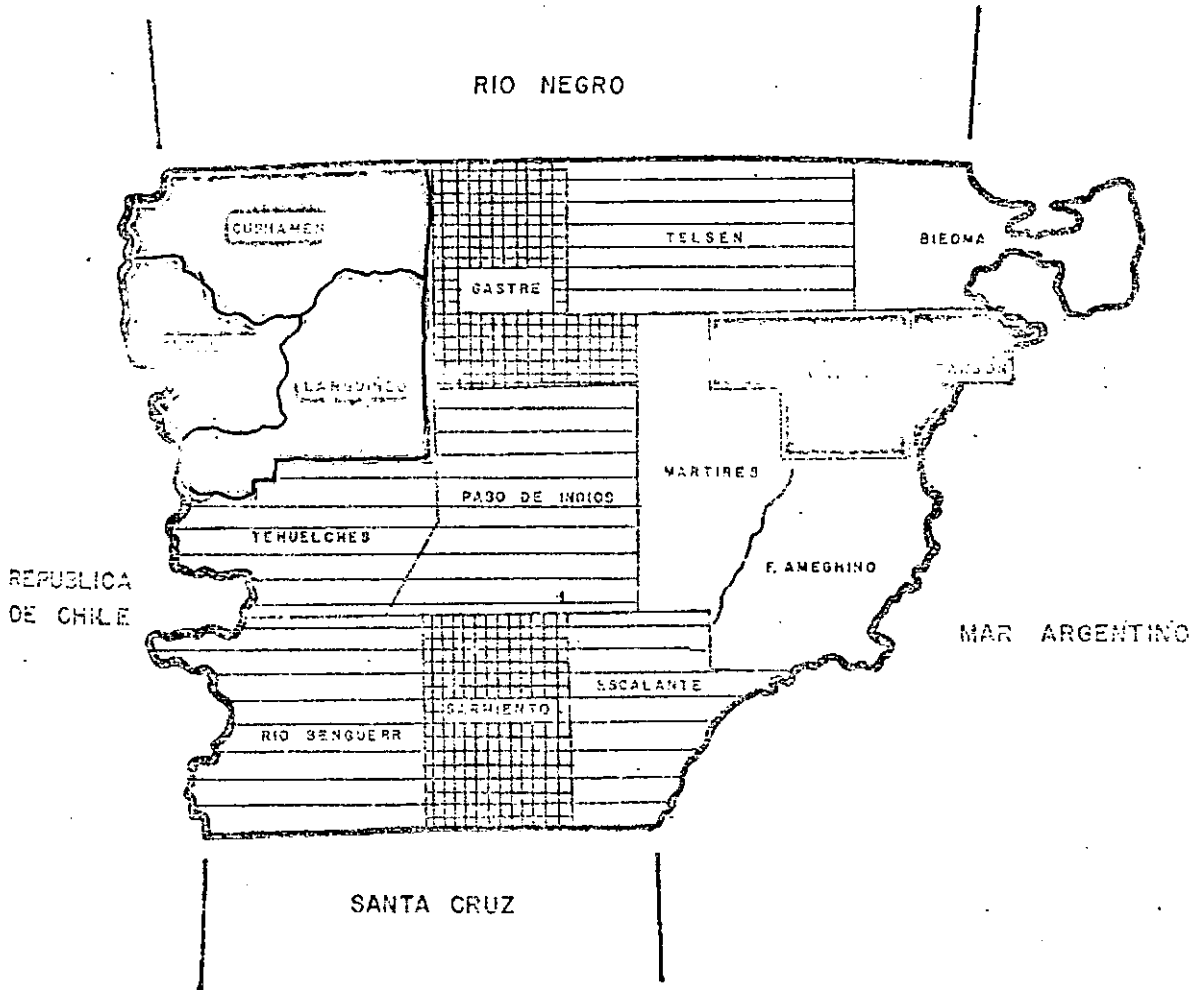 RIO NEGRO
CUSHAMEN
TELSEN
BIEDMA
GASTRE
LANGUIÑEO
RAWSON
MARTIRES
PASO DE INDIOS
TEHUELCHES
F. AMEGHINO
REPUBLICA
DE CHILE
MAR ARGENTINO
ESCALANTE
SARMIENTO
RIO SENGUERR
SANTA CRUZ